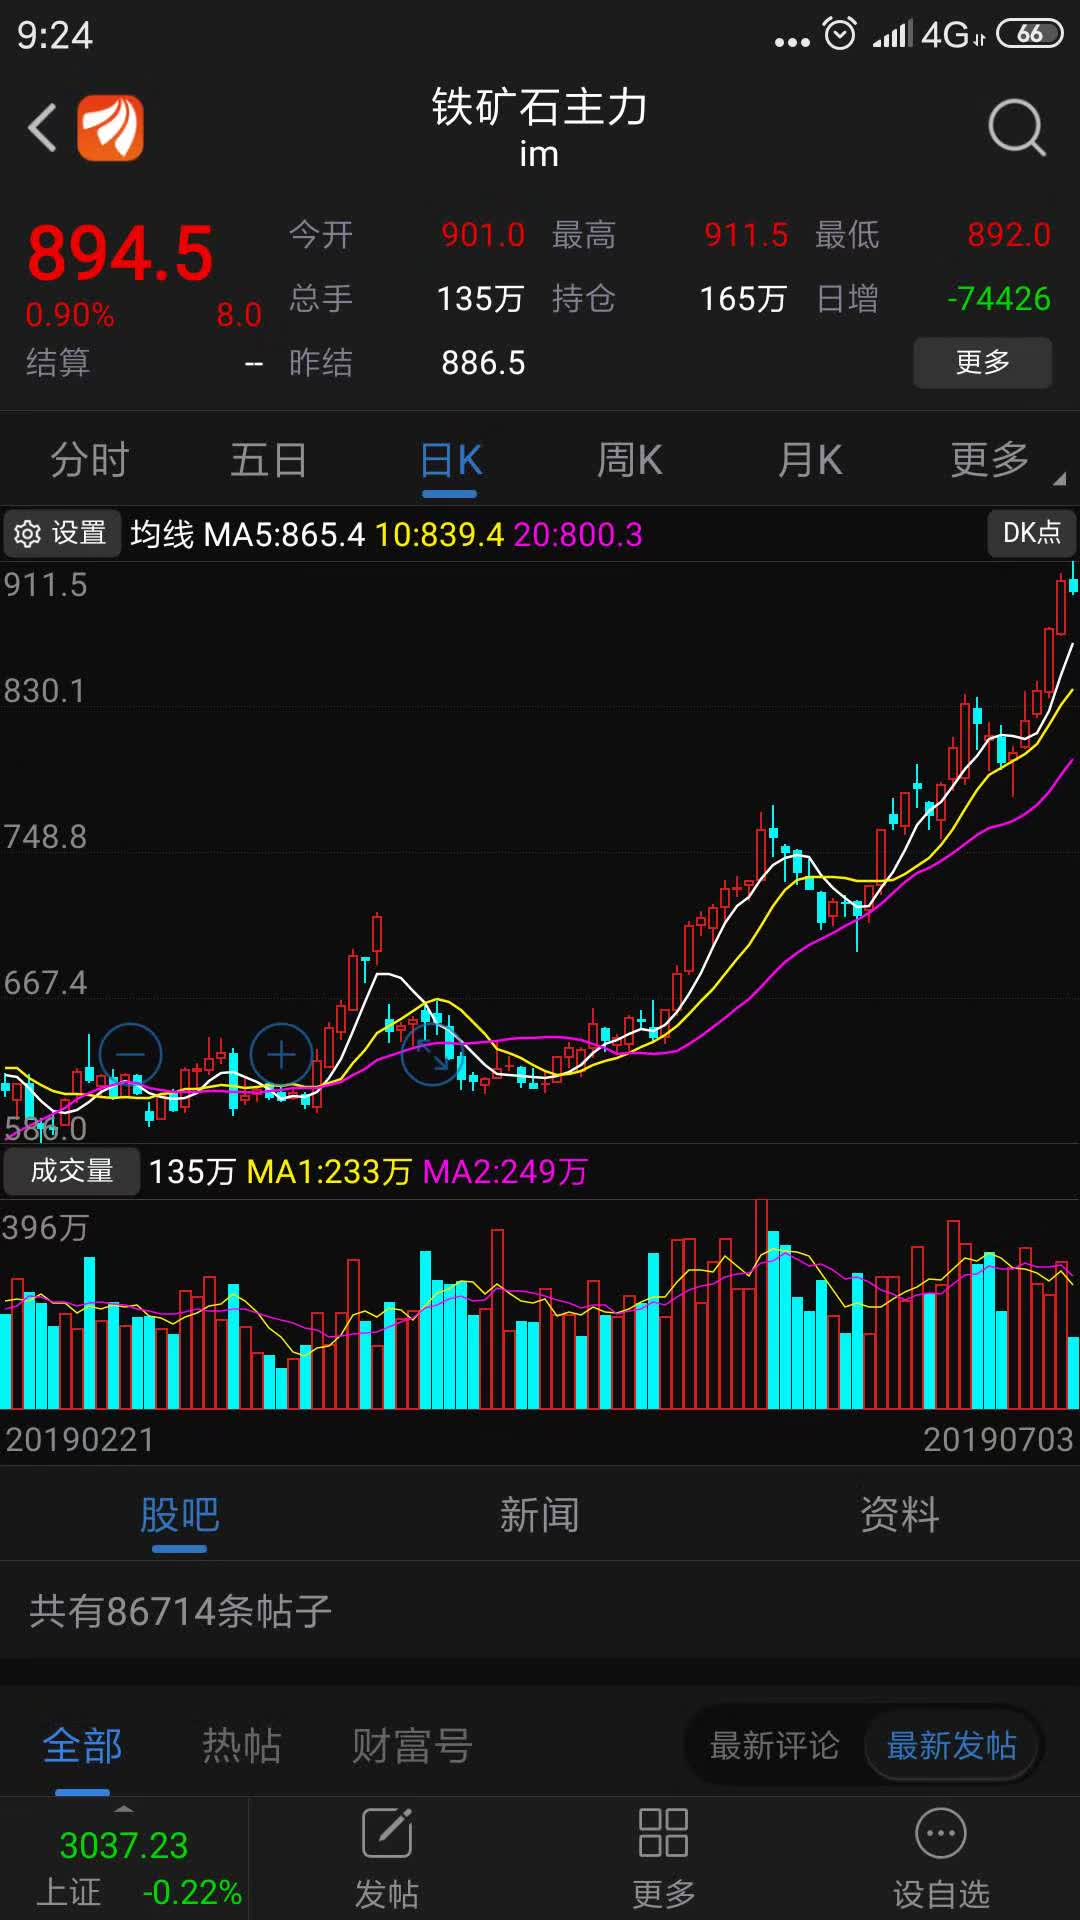 9:24 4G 66
铁矿石主力
im
894.5 今开 901.0 最高 911.5 最低 892.0
0.90% 8.0 总手 135万 持仓 165万 日增 -74426
结算 -- 昨结 886.5 更多
分时 五日 日K 周K 月K 更多
设置 均线 MA5:865.4 10:839.4 20:800.3 DK点
911.5
830.1
748.8
667.4
586.0
成交量 135万 MA1:233万 MA2:249万
396万
20190221 20190703
股吧 新闻 资料
共有86714条帖子
全部 热帖 财富号 最新评论 最新发帖
3037.23
上证 -0.22% 发帖 更多 设自选